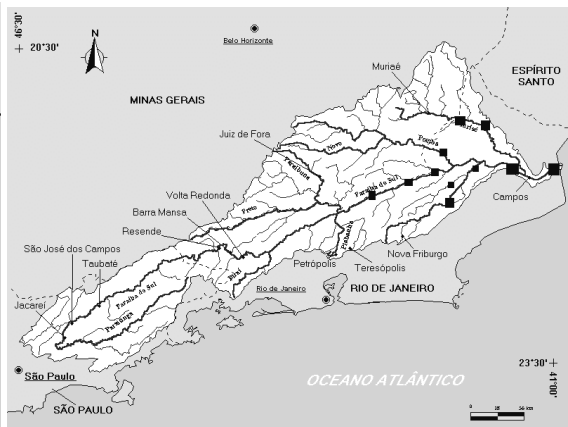 46°30'
20°30'
N
Belo Horizonte
MINAS GERAIS
ESPÍRITO
SANTO
Muriaé
Juiz de Fora
Novo
Pomba
Paraibuna
Paraíba do Sul
Campos
Volta Redonda
Barra Mansa
Resende
Preto
Piraí
Piabanha
Nova Friburgo
Teresópolis
Petrópolis
São José dos Campos
Taubaté
Jacareí
Paraíba do Sul
Rio de Janeiro
RIO DE JANEIRO
São Paulo
SÃO PAULO
OCEANO ATLÂNTICO
23°30'
41°00'
0